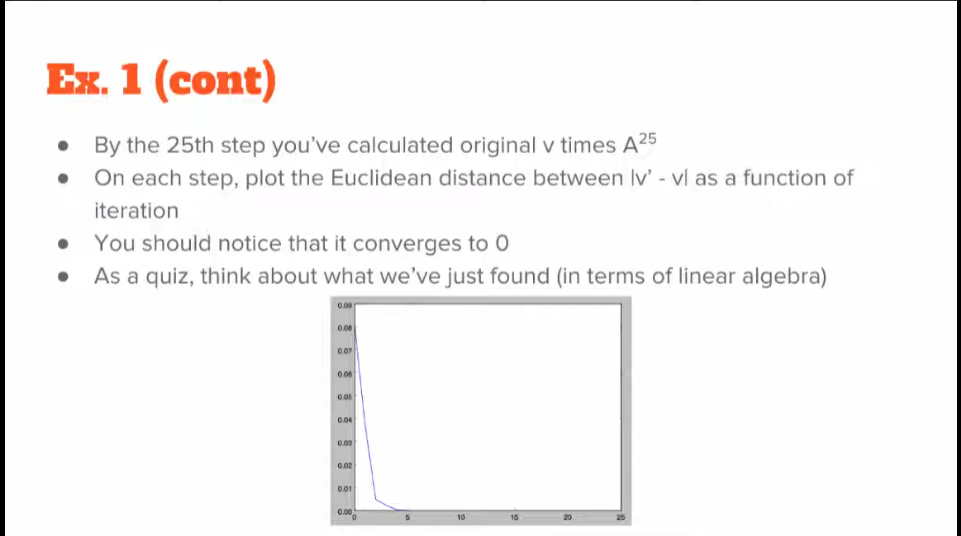 Ex. 1 (cont)
● By the 25th step you've calculated original v times A²⁵
● On each step, plot the Euclidean distance between |v' - v| as a function of
iteration
● You should notice that it converges to 0
● As a quiz, think about what we've just found (in terms of linear algebra)
0.09
0.08
0.07
0.06
0.05
0.04
0.03
0.02
0.01
0.00
0 5 10 15 20 25